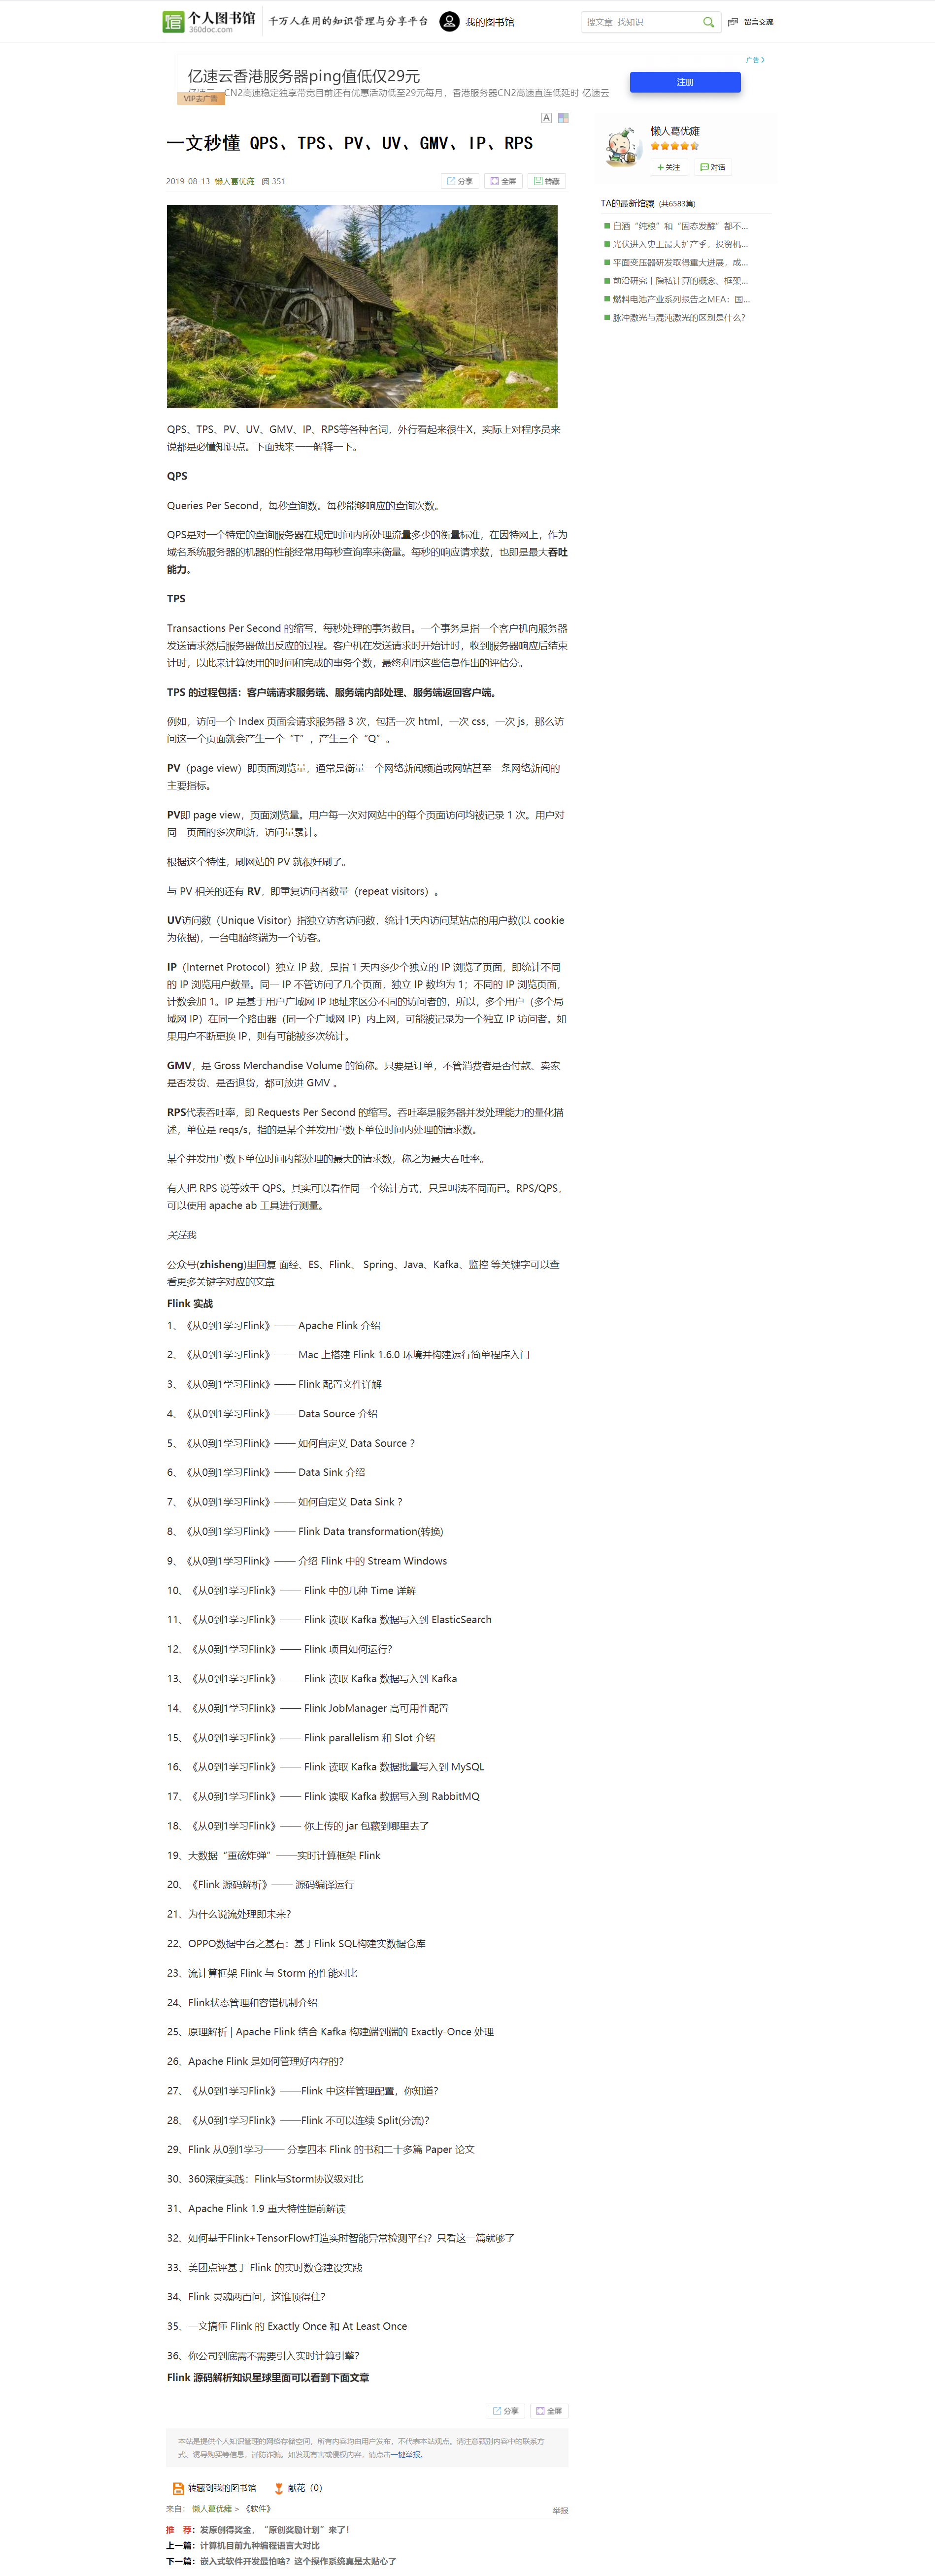 个人图书馆
360doc.com
千万人在用的知识管理与分享平台
我的图书馆
搜文章 找知识
留言交流
广告
亿速云香港服务器ping值低仅29元
亿速云，CN2高速稳定独享带宽目前还有优惠活动低至29元每月，香港服务器CN2高速直连低延时 亿速云
注册
VIP去广告
A
一文秒懂 QPS、TPS、PV、UV、GMV、IP、RPS
2019-08-13 懒人葛优瘫 阅 351
分享 全屏 转藏
懒人葛优瘫
+关注 对话
TA的最新馆藏 (共6583篇)
白酒“纯粮”和“固态发酵”都不...
光伏进入史上最大扩产季，投资机...
平面变压器研发取得重大进展，成...
前沿研究丨隐私计算的概念、框架...
燃料电池产业系列报告之MEA：国...
脉冲激光与混沌激光的区别是什么？
QPS、TPS、PV、UV、GMV、IP、RPS等各种名词，外行看起来很牛X，实际上对程序员来
说都是必懂知识点。下面我来一一解释一下。
QPS
Queries Per Second，每秒查询数。每秒能够响应的查询次数。
QPS是对一个特定的查询服务器在规定时间内所处理流量多少的衡量标准，在因特网上，作为
域名系统服务器的机器的性能经常用每秒查询率来衡量。每秒的响应请求数，也即是最大吞吐
能力。
TPS
Transactions Per Second 的缩写，每秒处理的事务数目。一个事务是指一个客户机向服务器
发送请求然后服务器做出反应的过程。客户机在发送请求时开始计时，收到服务器响应后结束
计时，以此来计算使用的时间和完成的事务个数，最终利用这些信息作出的评估分。
TPS 的过程包括：客户端请求服务端、服务端内部处理、服务端返回客户端。
例如，访问一个 Index 页面会请求服务器 3 次，包括一次 html，一次 css，一次 js，那么访
问这一个页面就会产生一个“T”，产生三个“Q”。
PV（page view）即页面浏览量，通常是衡量一个网络新闻频道或网站甚至一条网络新闻的
主要指标。
PV即 page view，页面浏览量。用户每一次对网站中的每个页面访问均被记录 1 次。用户对
同一页面的多次刷新，访问量累计。
根据这个特性，刷网站的 PV 就很好刷了。
与 PV 相关的还有 RV，即重复访问者数量（repeat visitors）。
UV访问数（Unique Visitor）指独立访客访问数，统计1天内访问某站点的用户数(以 cookie
为依据)，一台电脑终端为一个访客。
IP（Internet Protocol）独立 IP 数，是指 1 天内多少个独立的 IP 浏览了页面，即统计不同
的 IP 浏览用户数量。同一 IP 不管访问了几个页面，独立 IP 数均为 1；不同的 IP 浏览页面，
计数会加 1。IP 是基于用户广域网 IP 地址来区分不同的访问者的，所以，多个用户（多个局
域网 IP）在同一个路由器（同一个广域网 IP）内上网，可能被记录为一个独立 IP 访问者。如
果用户不断更换 IP，则有可能被多次统计。
GMV，是 Gross Merchandise Volume 的简称。只要是订单，不管消费者是否付款、卖家
是否发货、是否退货，都可放进 GMV 。
RPS代表吞吐率，即 Requests Per Second 的缩写。吞吐率是服务器并发处理能力的量化描
述，单位是 reqs/s，指的是某个并发用户数下单位时间内处理的请求数。
某个并发用户数下单位时间内能处理的最大的请求数，称之为最大吞吐率。
有人把 RPS 说等效于 QPS。其实可以看作同一个统计方式，只是叫法不同而已。RPS/QPS，
可以使用 apache ab 工具进行测量。
关注我
公众号(zhisheng)里回复 面经、ES、Flink、 Spring、Java、Kafka、监控 等关键字可以查
看更多关键字对应的文章
Flink 实战
1、《从0到1学习Flink》—— Apache Flink 介绍
2、《从0到1学习Flink》—— Mac 上搭建 Flink 1.6.0 环境并构建运行简单程序入门
3、《从0到1学习Flink》—— Flink 配置文件详解
4、《从0到1学习Flink》—— Data Source 介绍
5、《从0到1学习Flink》—— 如何自定义 Data Source ？
6、《从0到1学习Flink》—— Data Sink 介绍
7、《从0到1学习Flink》—— 如何自定义 Data Sink ？
8、《从0到1学习Flink》—— Flink Data transformation(转换)
9、《从0到1学习Flink》—— 介绍 Flink 中的 Stream Windows
10、《从0到1学习Flink》—— Flink 中的几种 Time 详解
11、《从0到1学习Flink》—— Flink 读取 Kafka 数据写入到 ElasticSearch
12、《从0到1学习Flink》—— Flink 项目如何运行？
13、《从0到1学习Flink》—— Flink 读取 Kafka 数据写入到 Kafka
14、《从0到1学习Flink》—— Flink JobManager 高可用性配置
15、《从0到1学习Flink》—— Flink parallelism 和 Slot 介绍
16、《从0到1学习Flink》—— Flink 读取 Kafka 数据批量写入到 MySQL
17、《从0到1学习Flink》—— Flink 读取 Kafka 数据写入到 RabbitMQ
18、《从0到1学习Flink》—— 你上传的 jar 包藏到哪里去了
19、大数据“重磅炸弹”——实时计算框架 Flink
20、《Flink 源码解析》—— 源码编译运行
21、为什么说流处理即未来？
22、OPPO数据中台之基石：基于Flink SQL构建实数据仓库
23、流计算框架 Flink 与 Storm 的性能对比
24、Flink状态管理和容错机制介绍
25、原理解析 | Apache Flink 结合 Kafka 构建端到端的 Exactly-Once 处理
26、Apache Flink 是如何管理好内存的？
27、《从0到1学习Flink》——Flink 中这样管理配置，你知道？
28、《从0到1学习Flink》——Flink 不可以连续 Split(分流)？
29、Flink 从0到1学习—— 分享四本 Flink 的书和二十多篇 Paper 论文
30、360深度实践：Flink与Storm协议级对比
31、Apache Flink 1.9 重大特性提前解读
32、如何基于Flink+TensorFlow打造实时智能异常检测平台？只看这一篇就够了
33、美团点评基于 Flink 的实时数仓建设实践
34、Flink 灵魂两百问，这谁顶得住？
35、一文搞懂 Flink 的 Exactly Once 和 At Least Once
36、你公司到底需不需要引入实时计算引擎？
Flink 源码解析知识星球里面可以看到下面文章
分享 全屏
本站是提供个人知识管理的网络存储空间，所有内容均由用户发布，不代表本站观点。请注意甄别内容中的联系方
式、诱导购买等信息，谨防诈骗。如发现有害或侵权内容，请点击一键举报。
转藏到我的图书馆 献花（0）
来自： 懒人葛优瘫 > 《软件》
举报
推 荐：发原创得奖金，“原创奖励计划”来了！
上一篇：计算机目前九种编程语言大对比
下一篇：嵌入式软件开发最怕啥？这个操作系统真是太贴心了